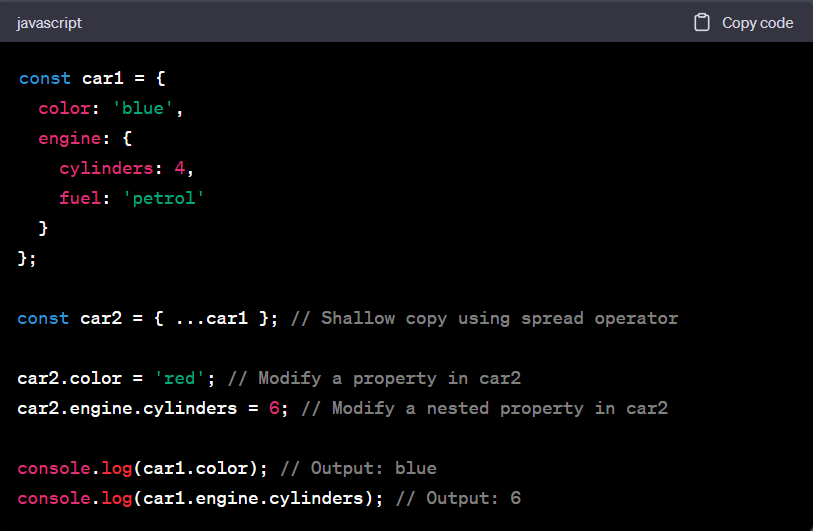 javascript
Copy code
const car1 = {
  color: 'blue',
  engine: {
    cylinders: 4,
    fuel: 'petrol'
  }
};
const car2 = { ...car1 }; // Shallow copy using spread operator
car2.color = 'red'; // Modify a property in car2
car2.engine.cylinders = 6; // Modify a nested property in car2
console.log(car1.color); // Output: blue
console.log(car1.engine.cylinders); // Output: 6